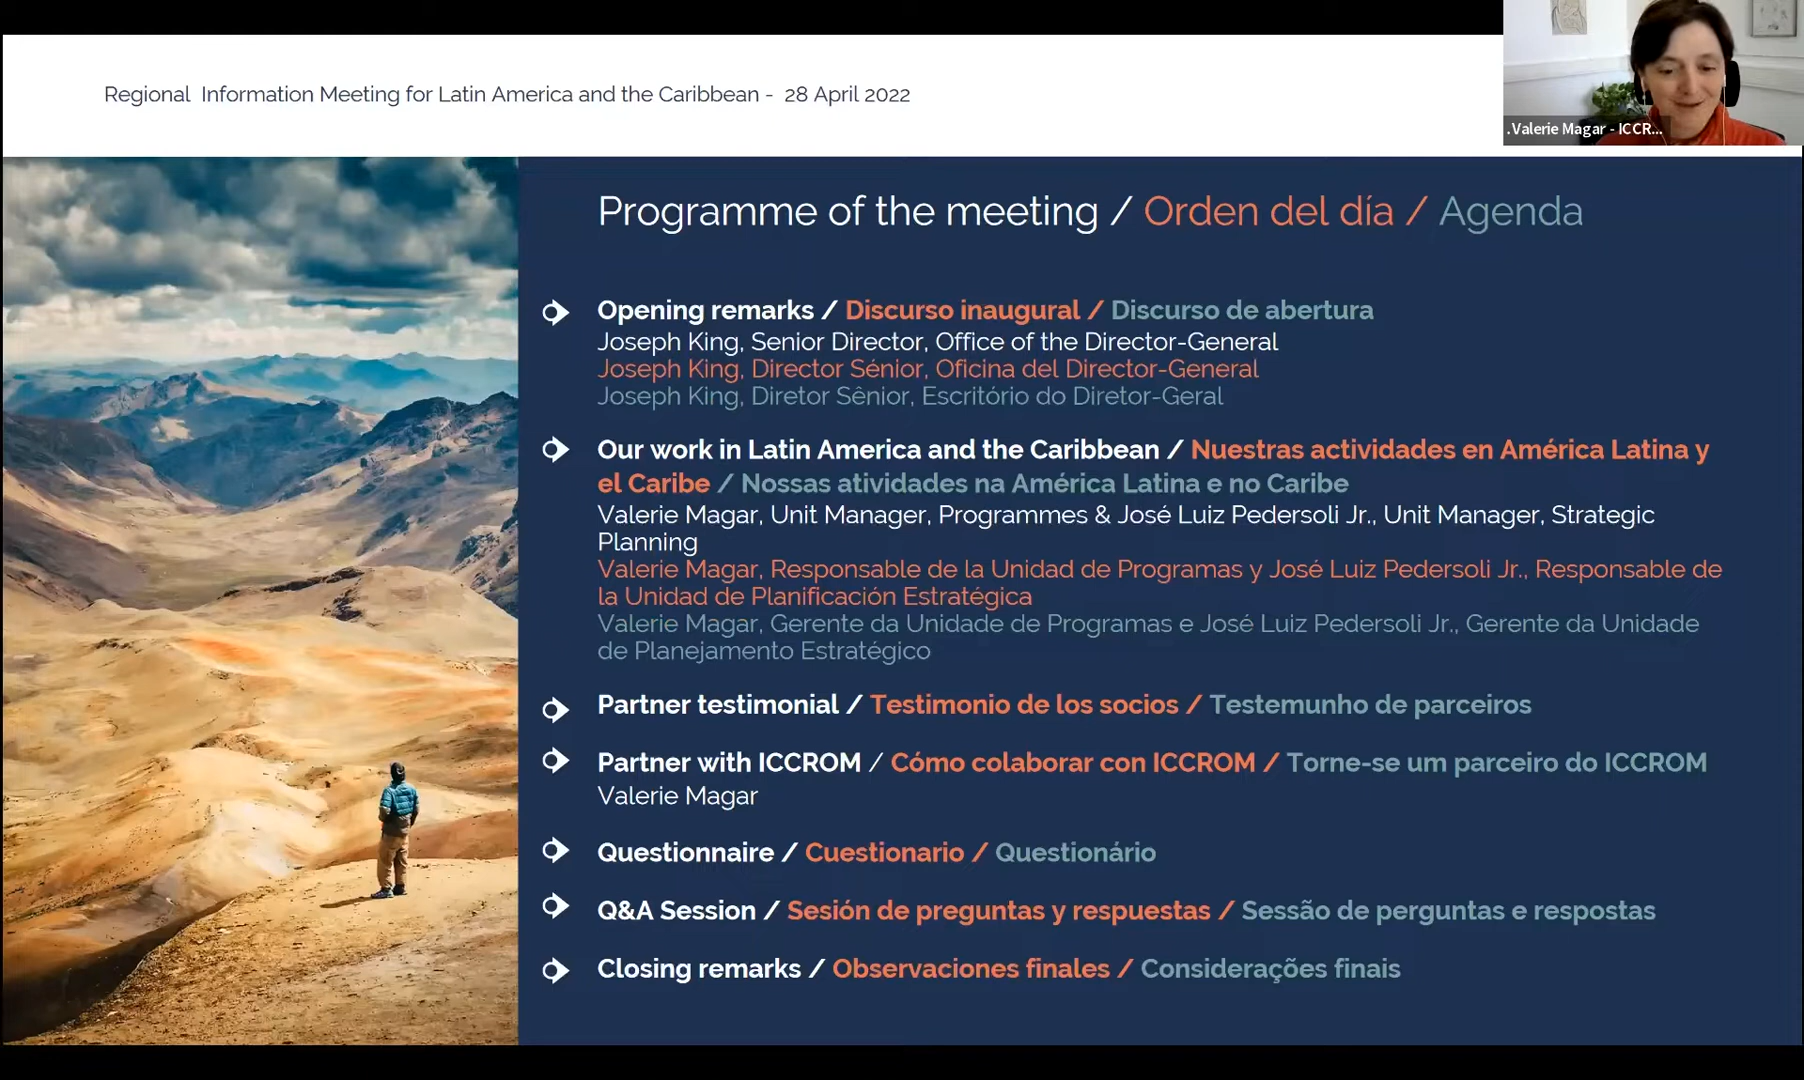 Regional Information Meeting for Latin America and the Caribbean - 28 April 2022
.Valerie Magar - ICCR...
Programme of the meeting / Orden del día / Agenda
Opening remarks / Discurso inaugural / Discurso de abertura
Joseph King, Senior Director, Office of the Director-General
Joseph King, Director Sénior, Oficina del Director-General
Joseph King, Diretor Sênior, Escritório do Diretor-Geral
Our work in Latin America and the Caribbean / Nuestras actividades en América Latina y
el Caribe / Nossas atividades na América Latina e no Caribe
Valerie Magar, Unit Manager, Programmes & José Luiz Pedersoli Jr., Unit Manager, Strategic
Planning
Valerie Magar, Responsable de la Unidad de Programas y José Luiz Pedersoli Jr., Responsable de
la Unidad de Planificación Estratégica
Valerie Magar, Gerente da Unidade de Programas e José Luiz Pedersoli Jr., Gerente da Unidade
de Planejamento Estratégico
Partner testimonial / Testimonio de los socios / Testemunho de parceiros
Partner with ICCROM / Cómo colaborar con ICCROM / Torne-se um parceiro do ICCROM
Valerie Magar
Questionnaire / Cuestionario / Questionário
Q&A Session / Sesión de preguntas y respuestas / Sessão de perguntas e respostas
Closing remarks / Observaciones finales / Considerações finais